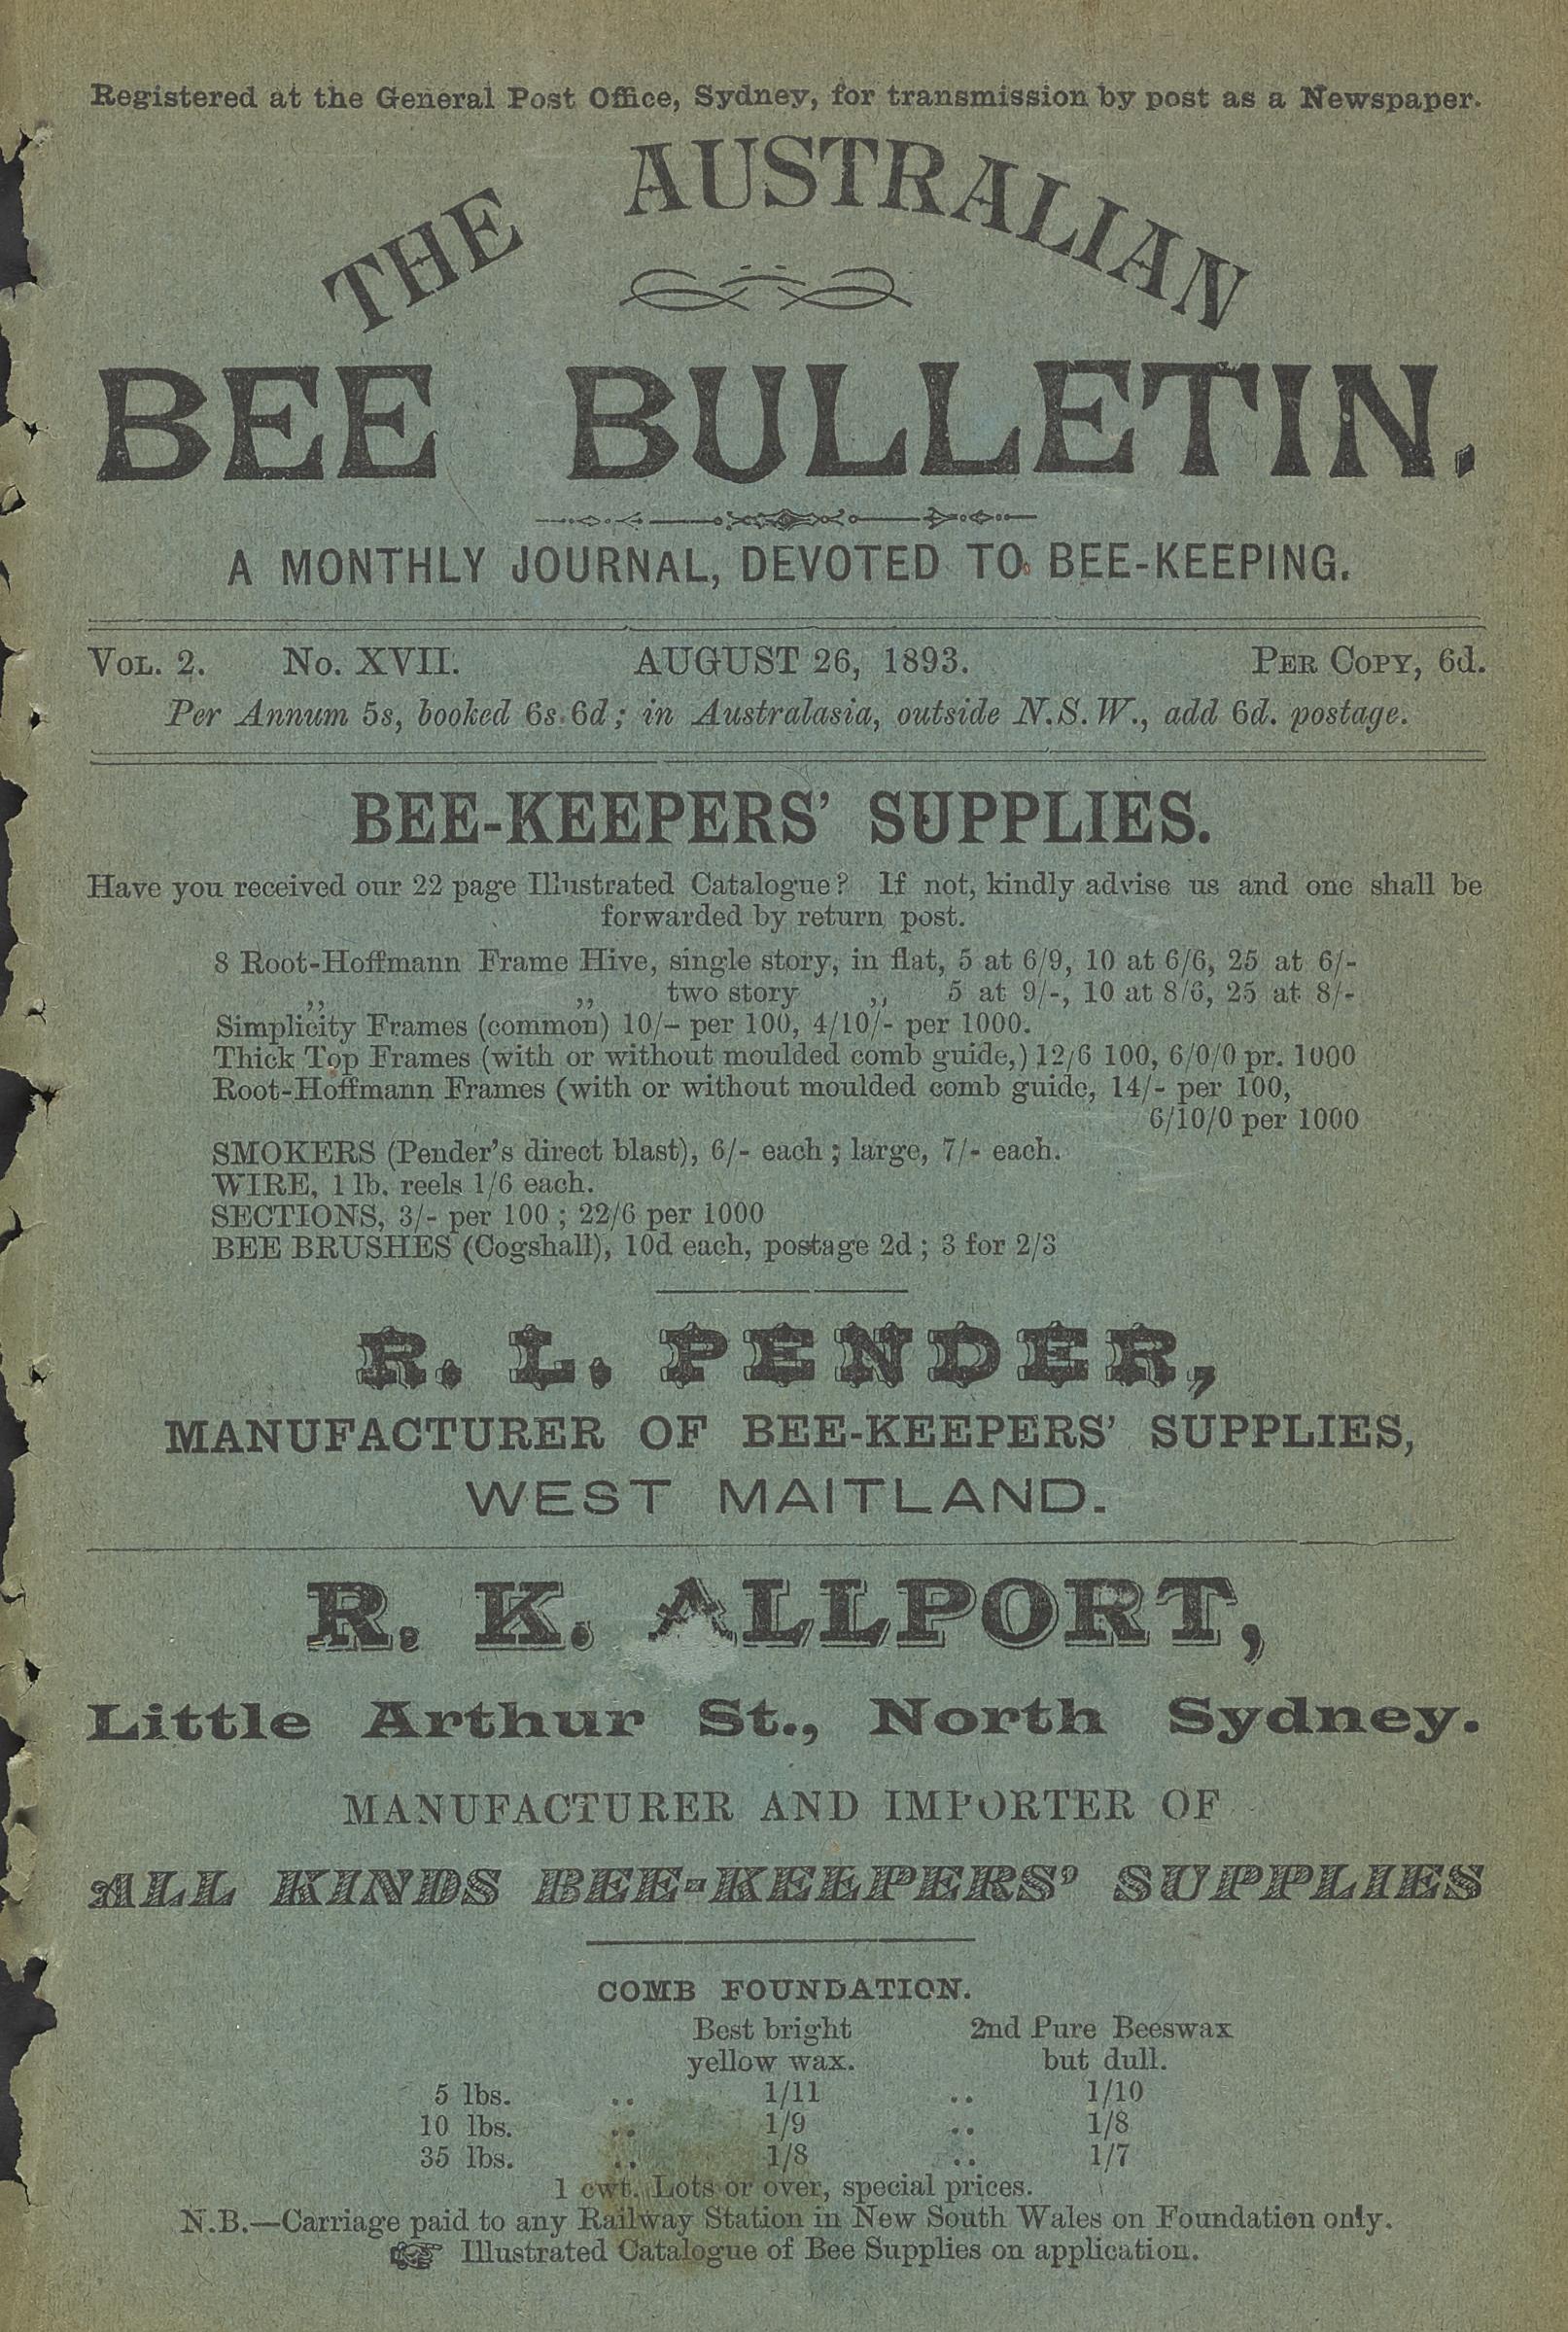 Registered at the General Post Office, Sydney, for transmission by post as a Newspaper.
THE AUSTRALIAN
BEE BULLETIN.
A MONTHLY JOURNAL, DEVOTED TO BEE-KEEPING.
VOL. 2. No. XVII. AUGUST 26, 1893. PER COPY, 6d.
Per Annum 5s, booked 6s. 6d; in Australasia, outside N.S.W., add 6d. postage.
BEE-KEEPERS' SUPPLIES.
Have you received our 22 page Illustrated Catalogue? If not, kindly advise us and one shall be
forwarded by return post.
8 Root-Hoffmann Frame Hive, single story, in flat, 5 at 6/9, 10 at 6/6, 25 at 6/-
,, ,, two story ,, 5 at 9/-, 10 at 8/6, 25 at 8/-
Simplicity Frames (common) 10/- per 100, 4/10/- per 1000.
Thick Top Frames (with or without moulded comb guide,) 12/6 100, 6/0/0 pr. 1000
Root-Hoffmann Frames (with or without moulded comb guide, 14/- per 100,
6/10/0 per 1000
SMOKERS (Pender's direct blast), 6/- each; large, 7/- each.
WIRE, 1 lb. reels 1/6 each.
SECTIONS, 3/- per 100; 22/6 per 1000
BEE BRUSHES (Cogshall), 10d each, postage 2d; 3 for 2/3
R. L. PENDER,
MANUFACTURER OF BEE-KEEPERS' SUPPLIES,
WEST MAITLAND.
R. K. ALLPORT,
Little Arthur St., North Sydney.
MANUFACTURER AND IMPORTER OF
ALL KINDS BEE-KEEPERS' SUPPLIES
COMB FOUNDATION.
Best bright 2nd Pure Beeswax
yellow wax. but dull.
5 lbs. .. 1/11 .. 1/10
10 lbs. .. 1/9 .. 1/8
35 lbs. .. 1/8 .. 1/7
1 cwt. Lots or over, special prices.
N.B.—Carriage paid to any Railway Station in New South Wales on Foundation only.
☞ Illustrated Catalogue of Bee Supplies on application.